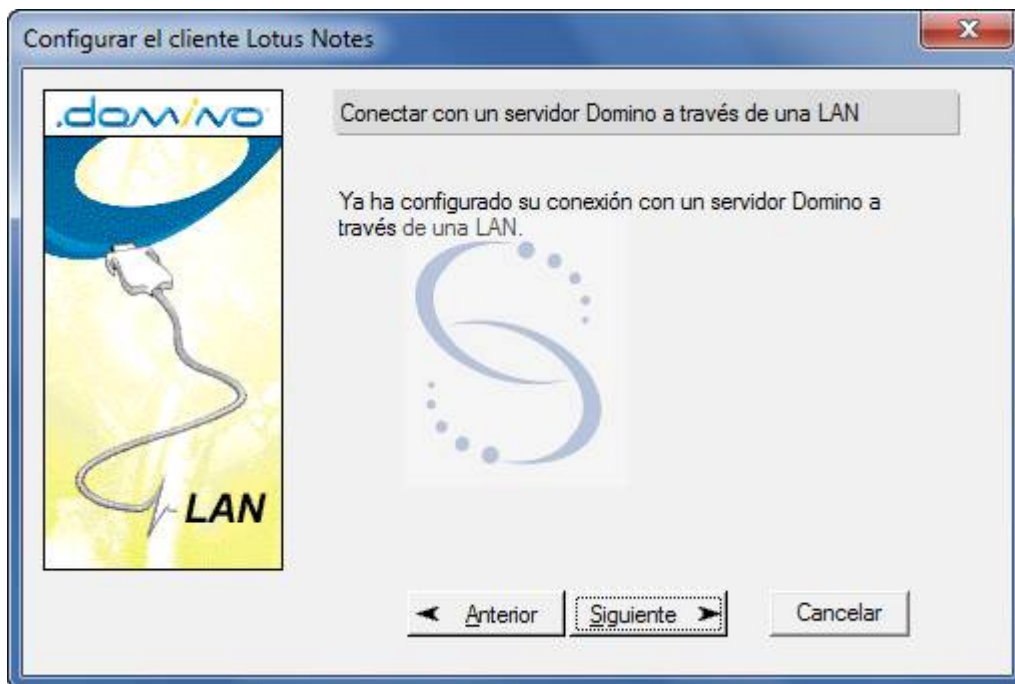 Configurar el cliente Lotus Notes
.domino
Conectar con un servidor Domino a través de una LAN
Ya ha configurado su conexión con un servidor Domino a
través de una LAN.
LAN
Anterior
Siguiente
Cancelar